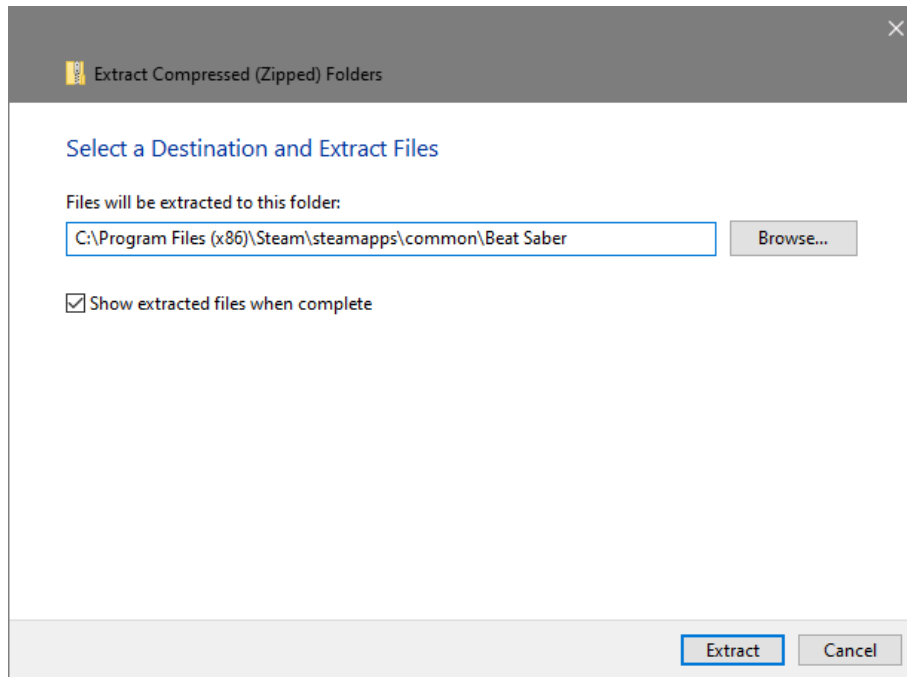 Extract Compressed (Zipped) Folders
Select a Destination and Extract Files
Files will be extracted to this folder:
C:\Program Files (x86)\Steam\steamapps\common\Beat Saber
Browse...
Show extracted files when complete
Extract
Cancel